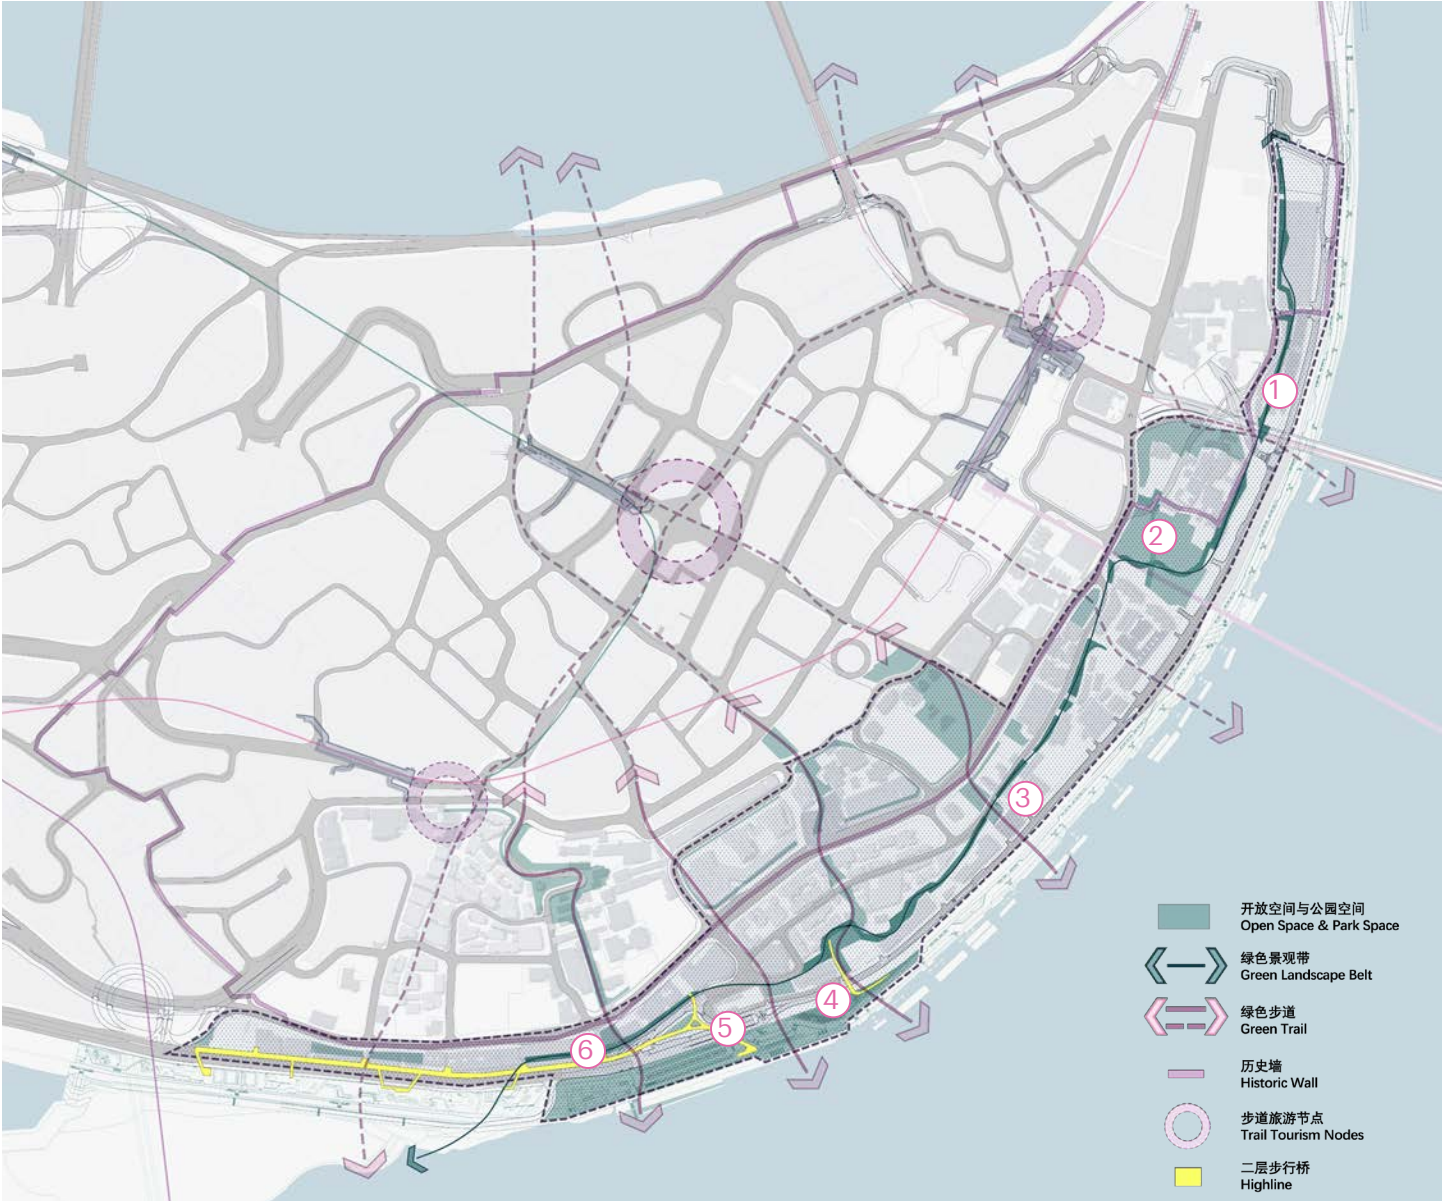 1
2
3
4
5
6
开放空间与公园空间
Open Space & Park Space
绿色景观带
Green Landscape Belt
绿色步道
Green Trail
历史墙
Historic Wall
步道旅游节点
Trail Tourism Nodes
二层步行桥
Highline